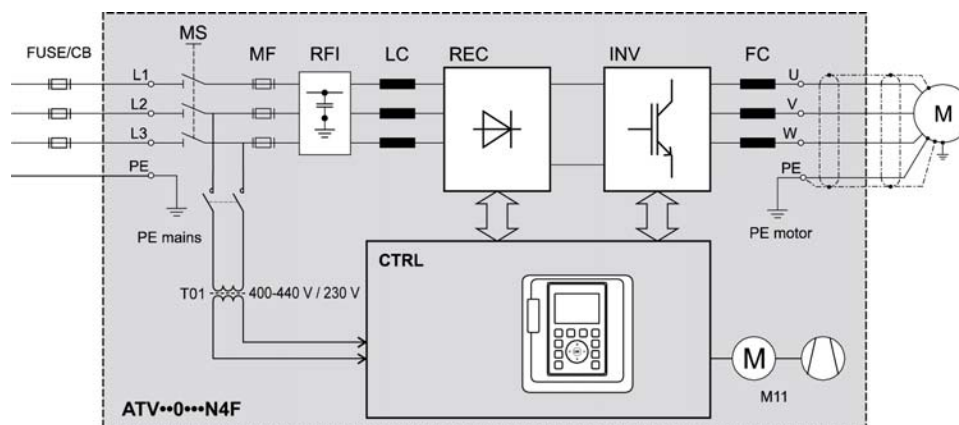 MS
FUSE/CB
MF
RFI
LC
REC
INV
FC
L1
L2
L3
PE
U
V
W
PE
M
PE mains
PE motor
CTRL
T01
400-440 V / 230 V
M
M11
ATV••0•••N4F